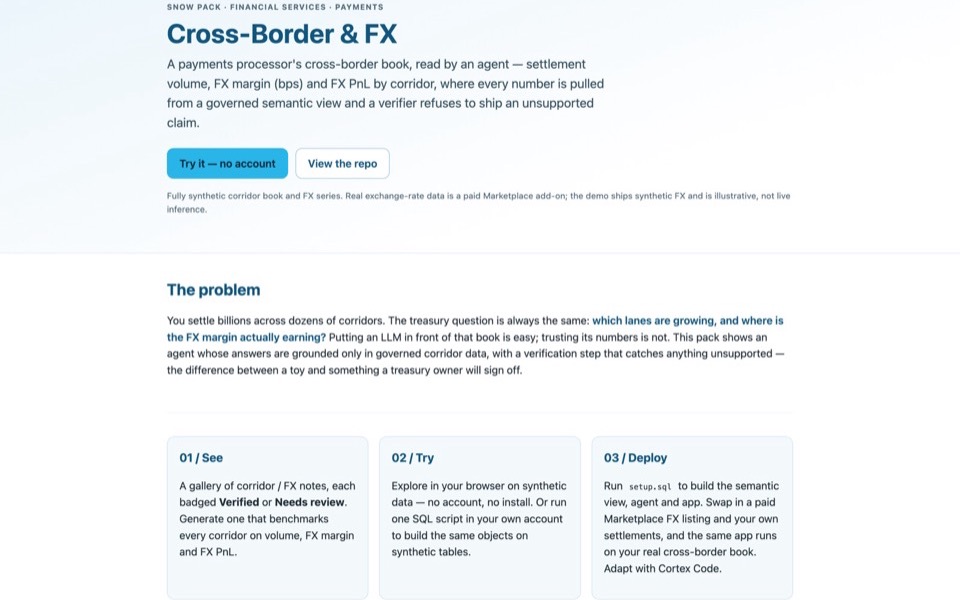 SNOW PACK · FINANCIAL SERVICES · PAYMENTS
Cross-Border & FX
A payments processor's cross-border book, read by an agent — settlement
volume, FX margin (bps) and FX PnL by corridor, where every number is pulled
from a governed semantic view and a verifier refuses to ship an unsupported
claim.
Try it — no account
View the repo
Fully synthetic corridor book and FX series. Real exchange-rate data is a paid Marketplace add-on; the demo ships synthetic FX and is illustrative, not live
inference.
The problem
You settle billions across dozens of corridors. The treasury question is always the same: which lanes are growing, and where is
the FX margin actually earning? Putting an LLM in front of that book is easy; trusting its numbers is not. This pack shows an
agent whose answers are grounded only in governed corridor data, with a verification step that catches anything unsupported —
the difference between a toy and something a treasury owner will sign off.
01 / See
A gallery of corridor / FX notes, each
badged Verified or Needs review.
Generate one that benchmarks
every corridor on volume, FX margin
and FX PnL.
02 / Try
Explore in your browser on synthetic
data — no account, no install. Or run
one SQL script in your own account
to build the same objects on
synthetic tables.
03 / Deploy
Run setup.sql to build the semantic
view, agent and app. Swap in a paid
Marketplace FX listing and your own
settlements, and the same app runs
on your real cross-border book.
Adapt with Cortex Code.